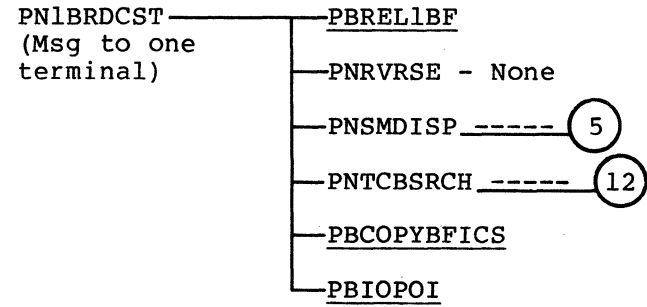 PN1BRDCST
(Msg to one
terminal)
PBREL1BF
PNRVRSE - None
PNSMDISP ----- 5
PNTCBSRCH ----- 12
PBCOPYBFICS
PBIOPOI